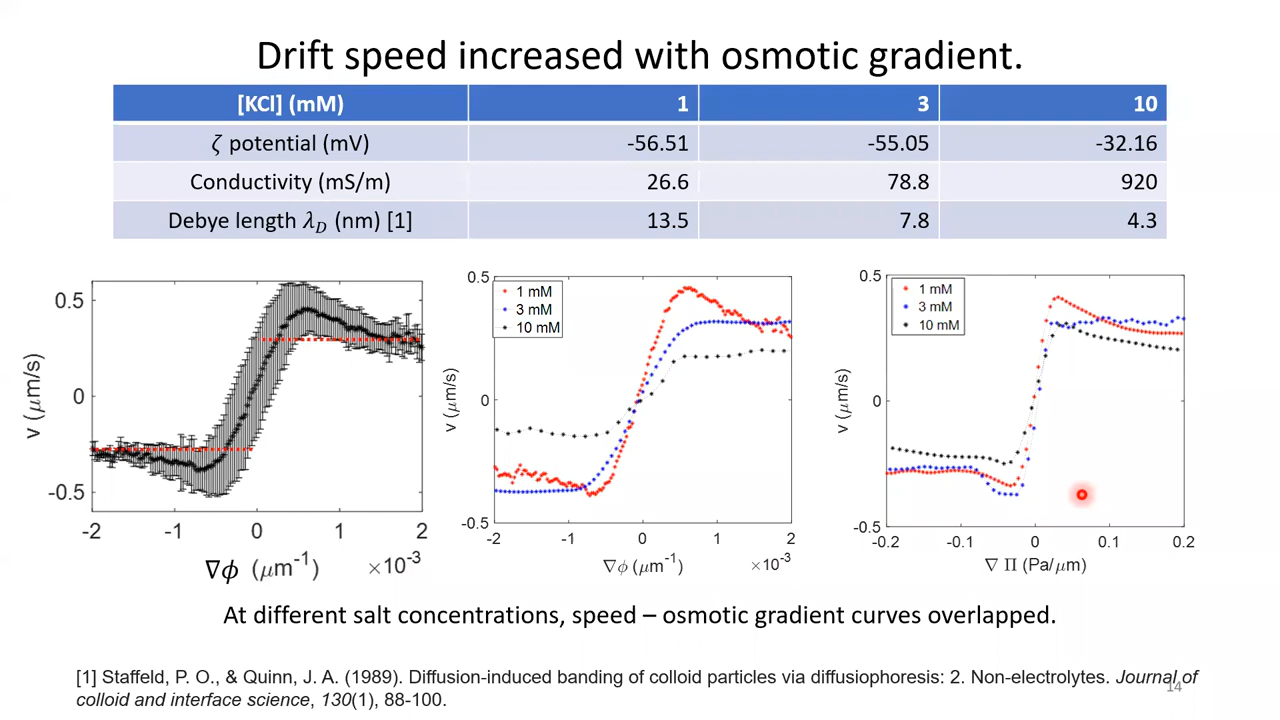 Drift speed increased with osmotic gradient.
[KCl] (mM) 1 3 10
ζ potential (mV) -56.51 -55.05 -32.16
Conductivity (mS/m) 26.6 78.8 920
Debye length λ_D (nm) [1] 13.5 7.8 4.3
0.5
0
-0.5
v (μm/s)
-2 -1 0 1 2
∇ϕ (μm⁻¹) ×10⁻³
0.5
0
-0.5
v (μm/s)
1 mM
3 mM
10 mM
-2 -1 0 1 2
∇ϕ (μm⁻¹) ×10⁻³
0.5
0
-0.5
v (μm/s)
1 mM
3 mM
10 mM
-0.2 -0.1 0 0.1 0.2
∇ Π (Pa/μm)
At different salt concentrations, speed – osmotic gradient curves overlapped.
[1] Staffeld, P. O., & Quinn, J. A. (1989). Diffusion-induced banding of colloid particles via diffusiophoresis: 2. Non-electrolytes. Journal of
colloid and interface science, 130(1), 88-100.
14